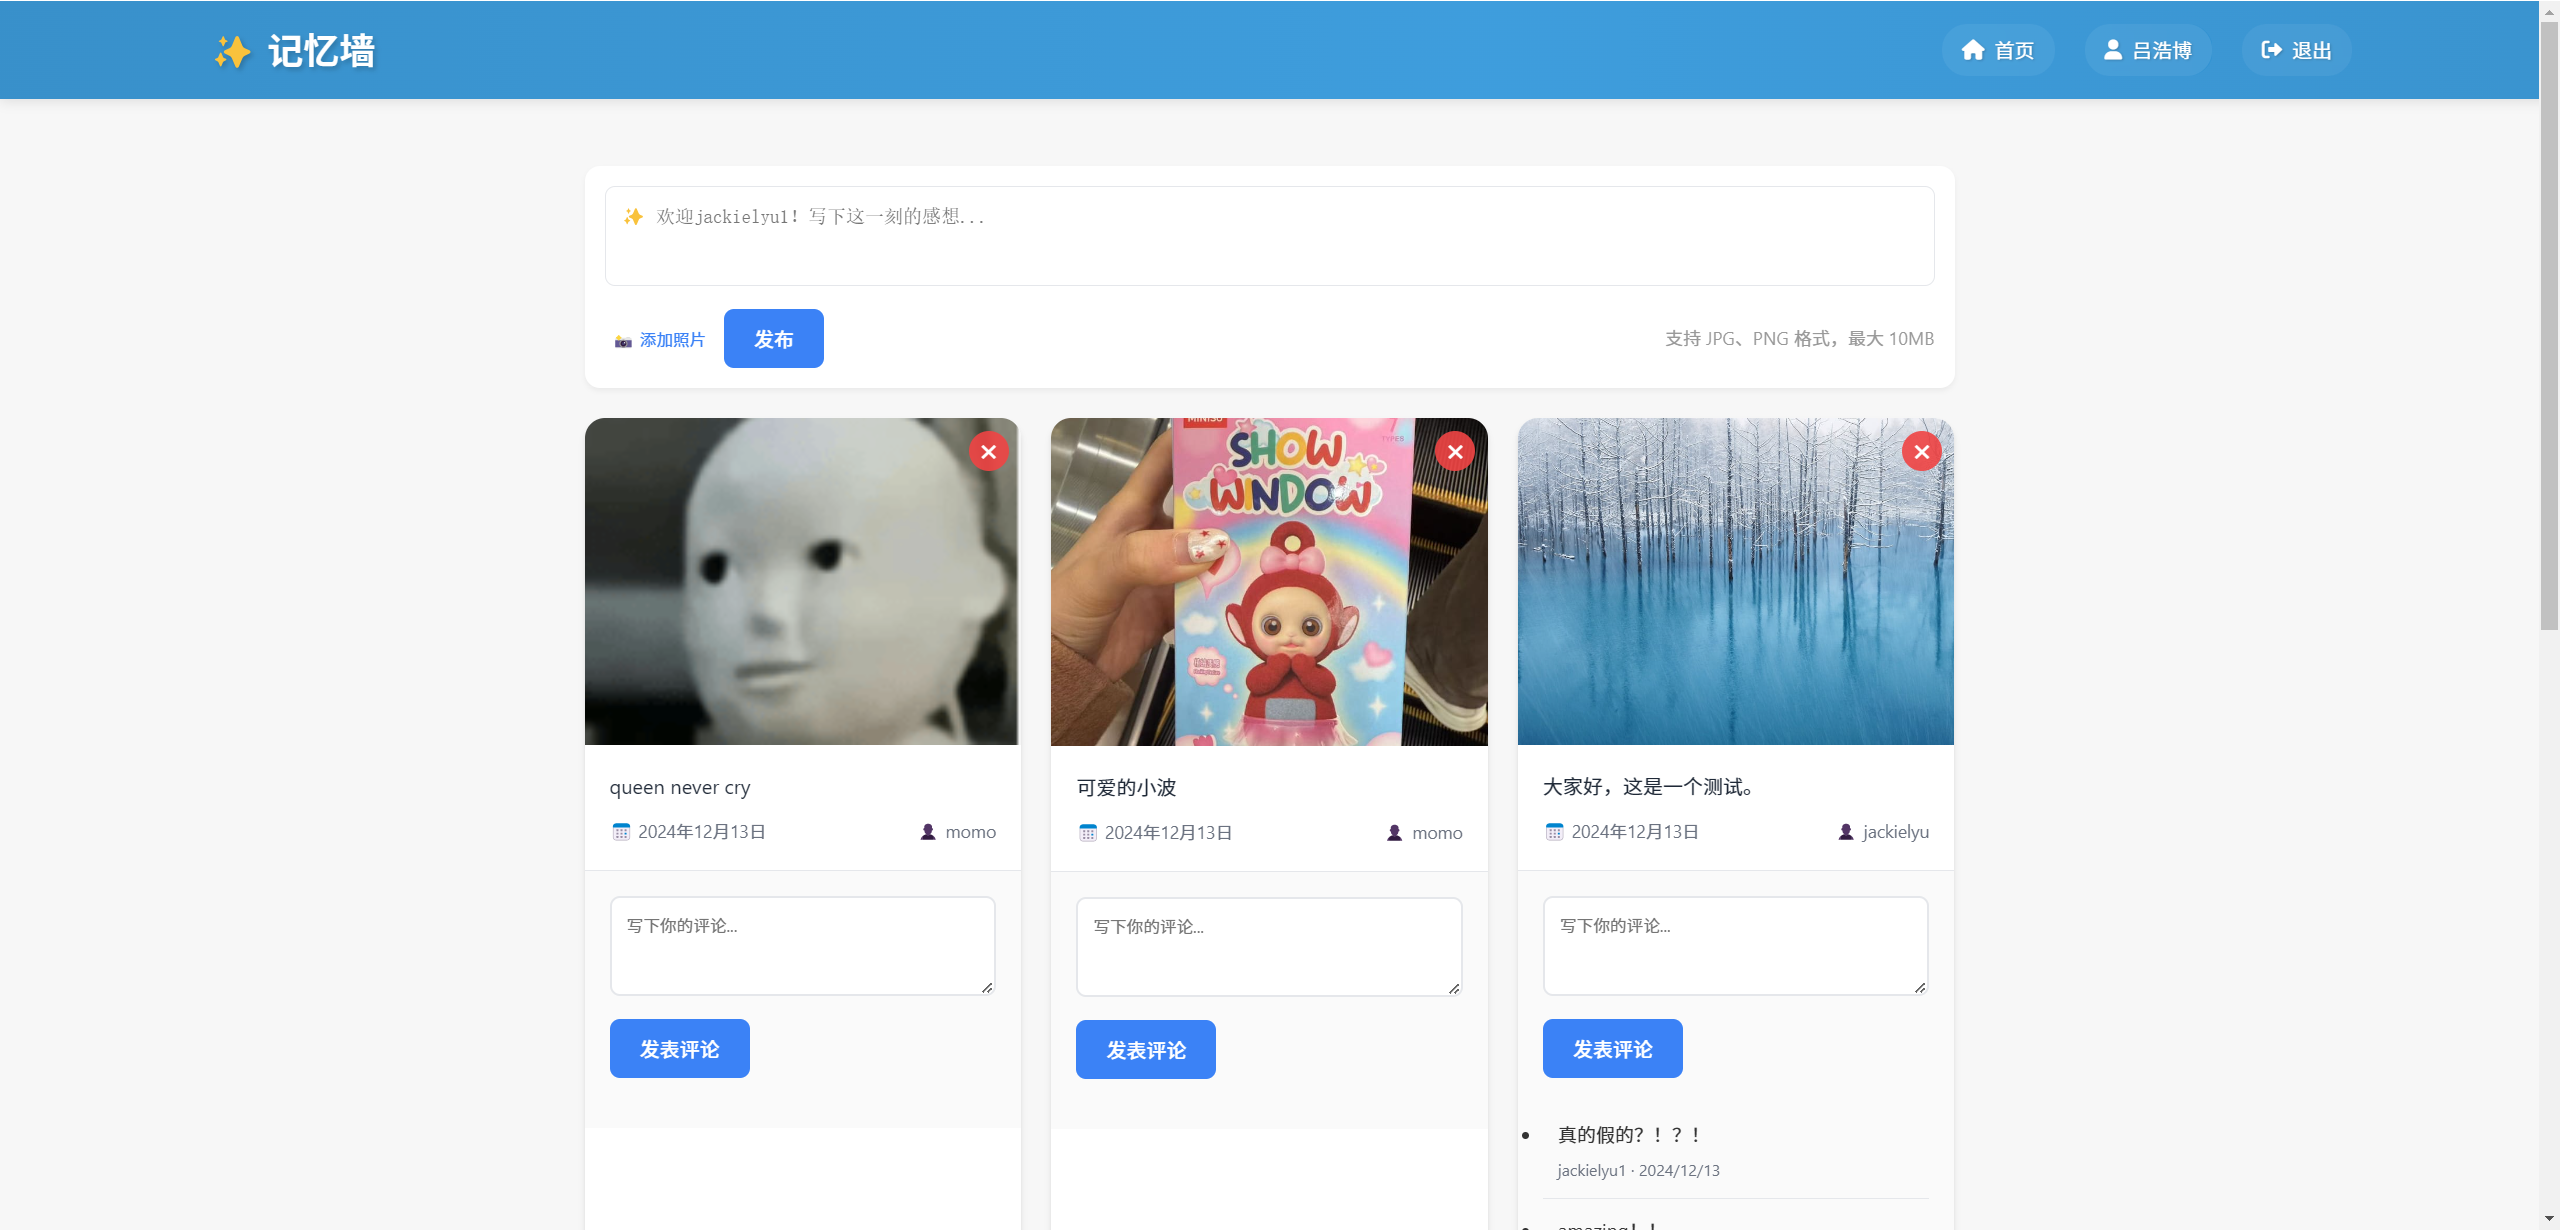 ✨ 记忆墙
首页
吕浩博
退出
✨ 欢迎jackielyu1！写下这一刻的感想...
📸 添加照片
发布
支持 JPG、PNG 格式，最大 10MB
MINISO
SHOW
WINDOW
TYPES
queen never cry
2024年12月13日
momo
写下你的评论...
发表评论
可爱的小波
2024年12月13日
momo
写下你的评论...
发表评论
大家好，这是一个测试。
2024年12月13日
jackielyu
写下你的评论...
发表评论
真的假的？！？！
jackielyu1 · 2024/12/13
amazing！！